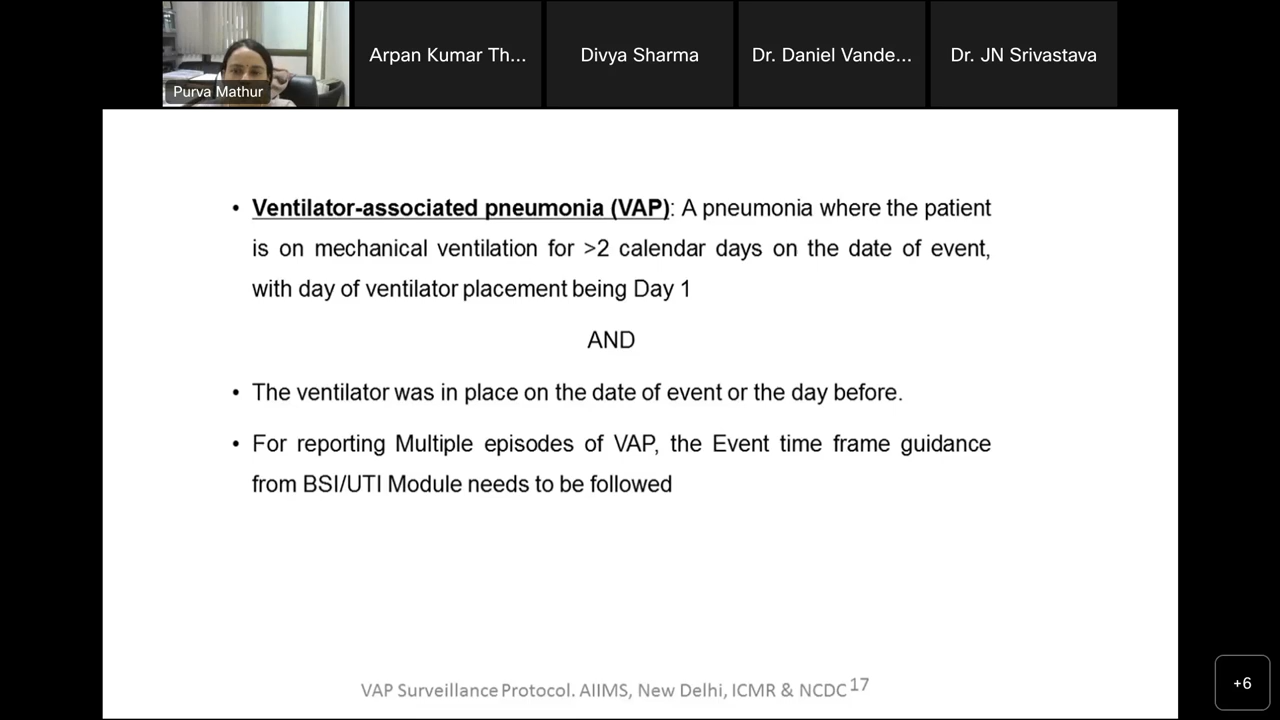 Purva Mathur
Arpan Kumar Th...
Divya Sharma
Dr. Daniel Vande...
Dr. JN Srivastava
• Ventilator-associated pneumonia (VAP): A pneumonia where the patient
is on mechanical ventilation for >2 calendar days on the date of event,
with day of ventilator placement being Day 1
AND
• The ventilator was in place on the date of event or the day before.
• For reporting Multiple episodes of VAP, the Event time frame guidance
from BSI/UTI Module needs to be followed
VAP Surveillance Protocol. AIIMS, New Delhi, ICMR & NCDC 17
+6